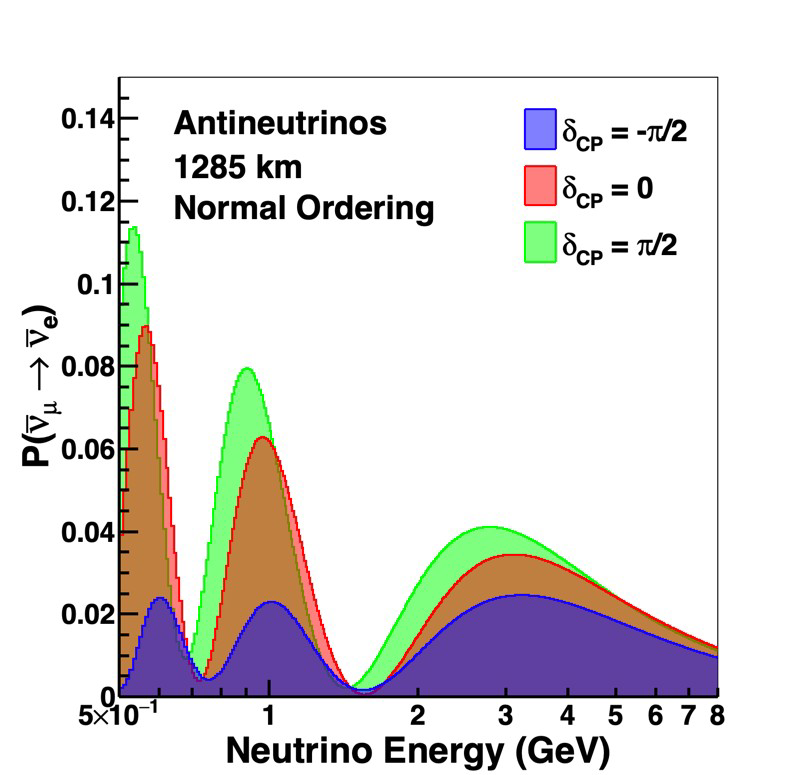 Antineutrinos
1285 km
Normal Ordering
δCP = -π/2
δCP = 0
δCP = π/2
0.14
0.12
0.1
0.08
0.06
0.04
0.02
0
P(ν̄μ → ν̄e)
5×10⁻¹ 1 2 3 4 5 6 7 8
Neutrino Energy (GeV)